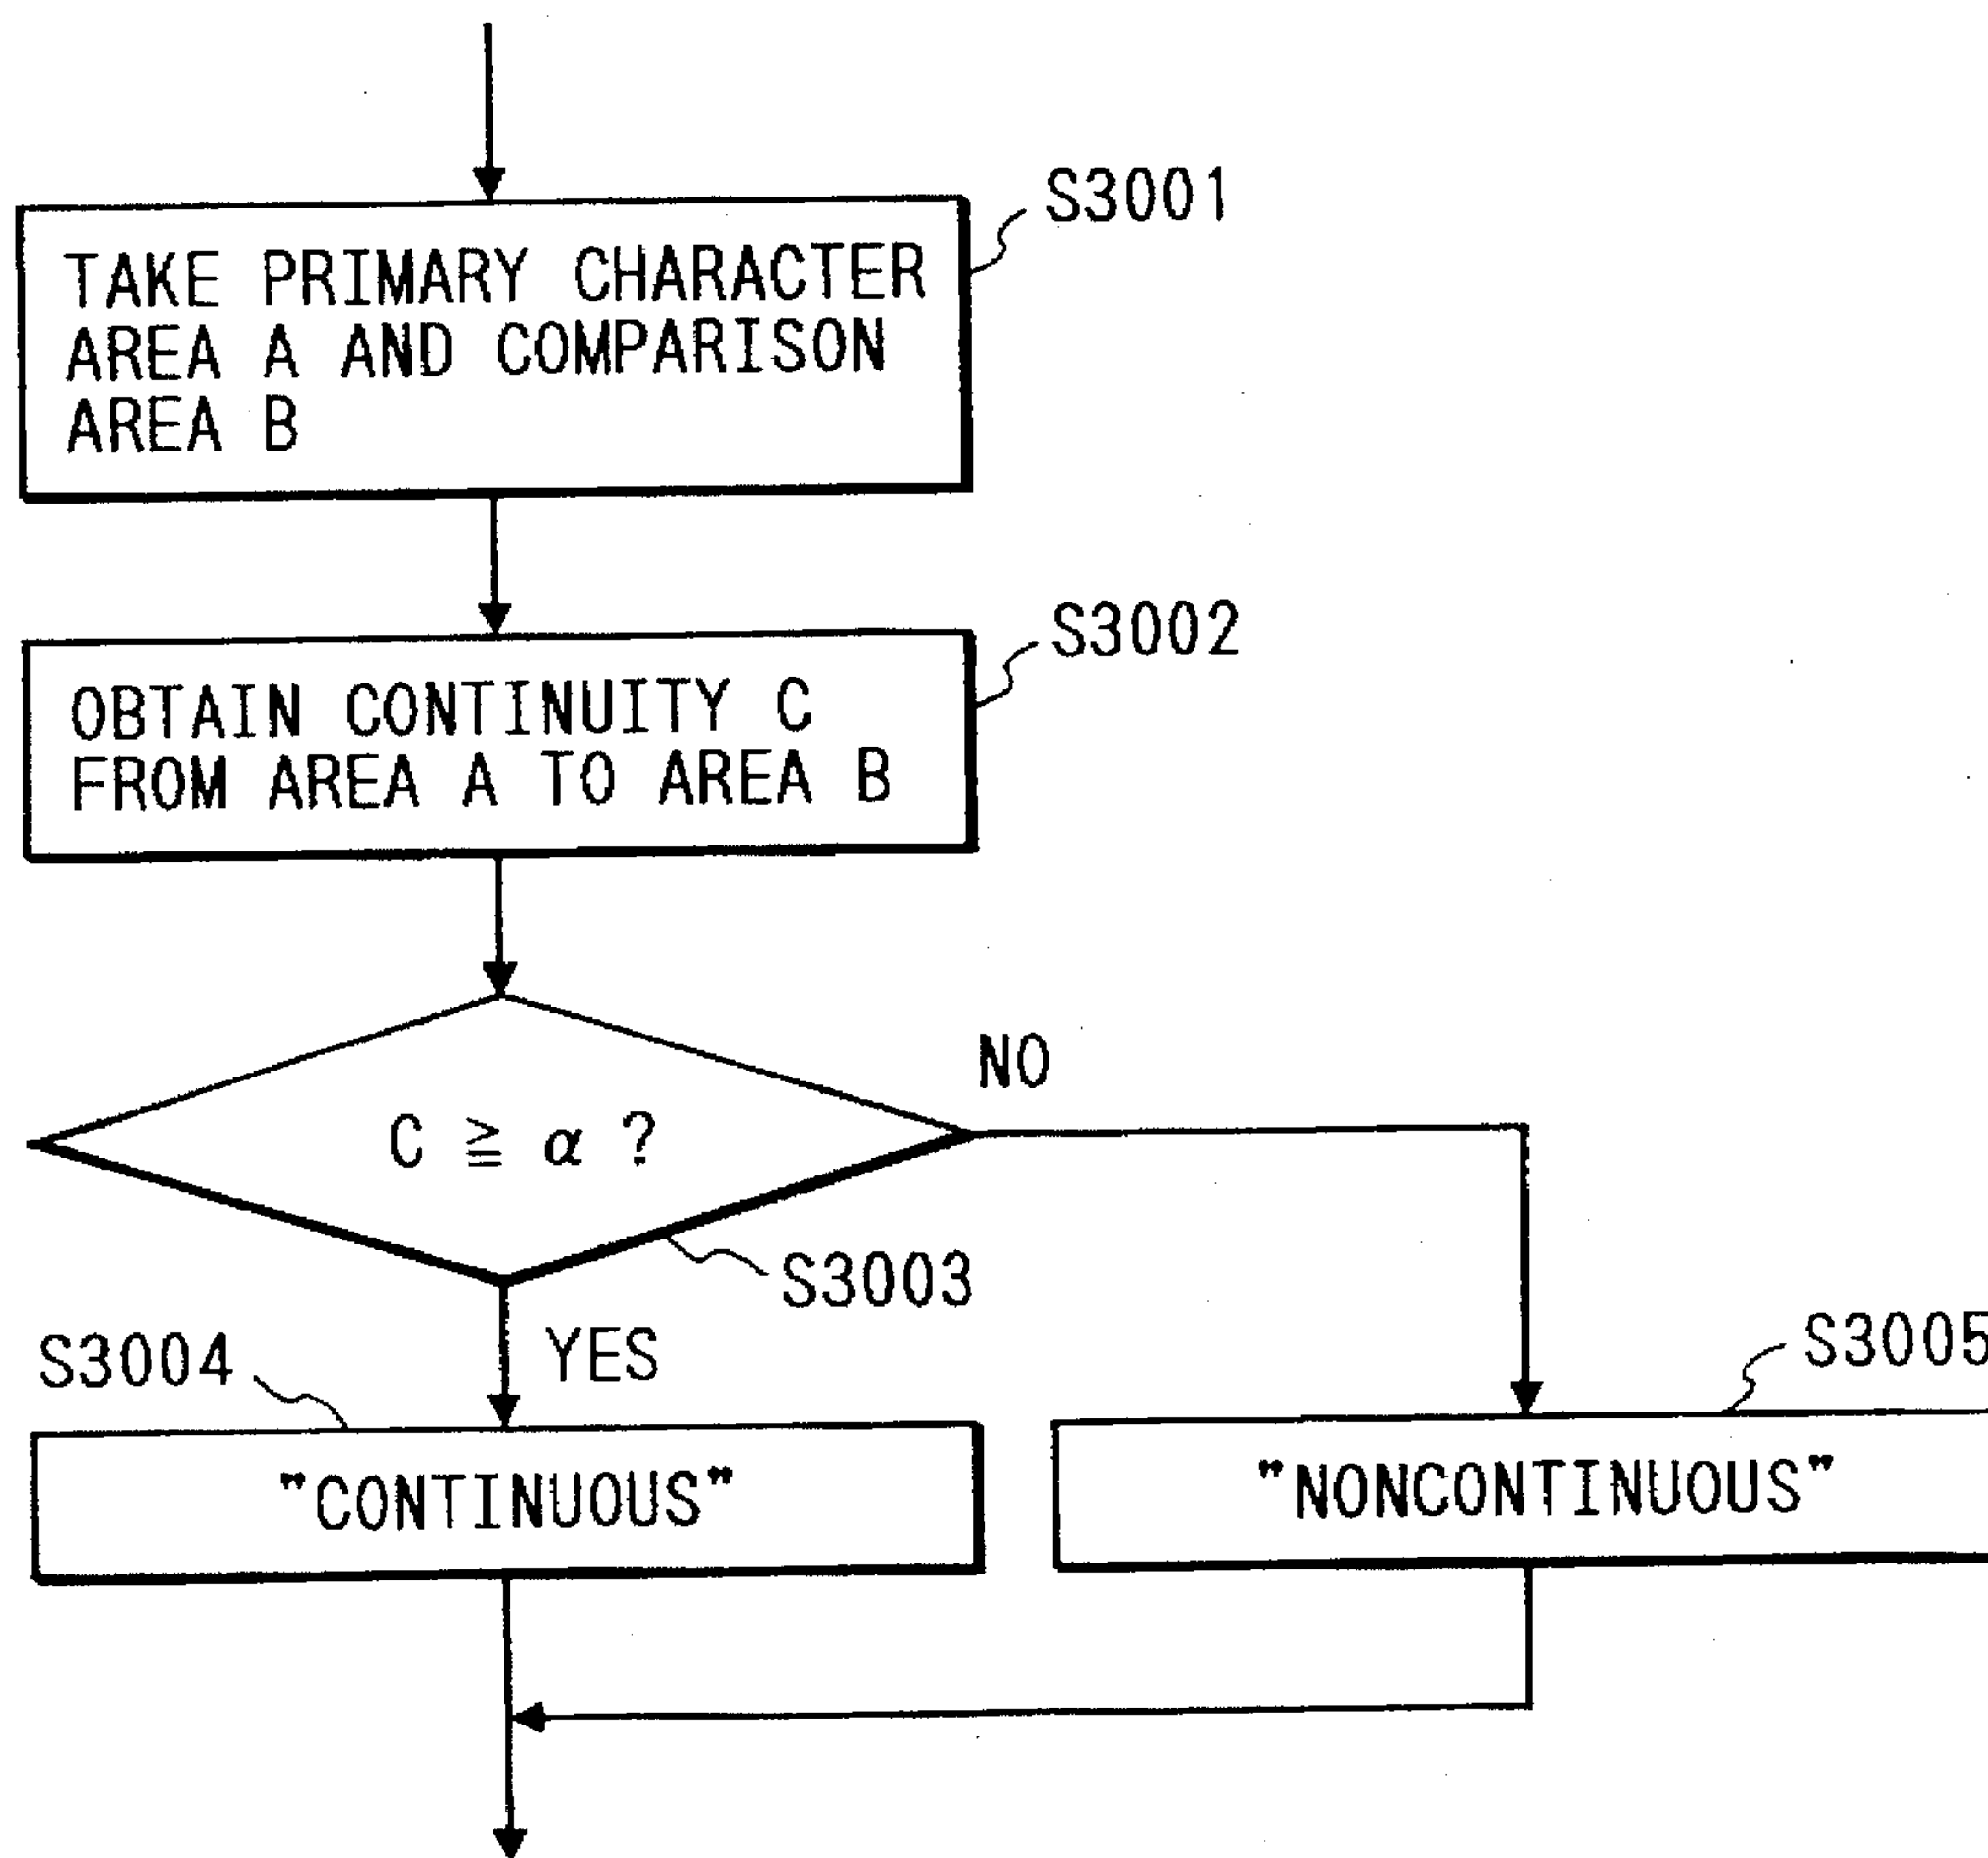 S3001
TAKE PRIMARY CHARACTER
AREA A AND COMPARISON
AREA B
S3002
OBTAIN CONTINUITY C
FROM AREA A TO AREA B
NO
C ≧ α ?
S3003
YES
S3004
S3005
"CONTINUOUS"
"NONCONTINUOUS"